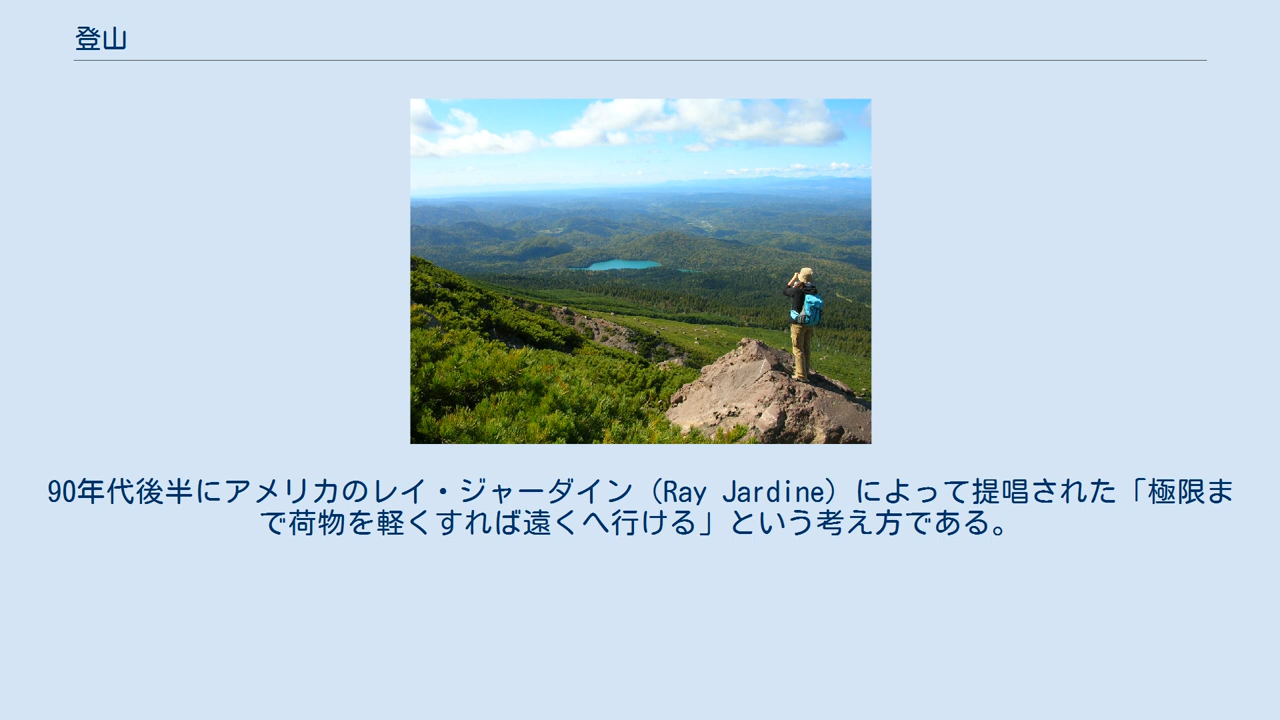 登山
90年代後半にアメリカのレイ・ジャーダイン（Ray Jardine）によって提唱された「極限ま
で荷物を軽くすれば遠くへ行ける」という考え方である。